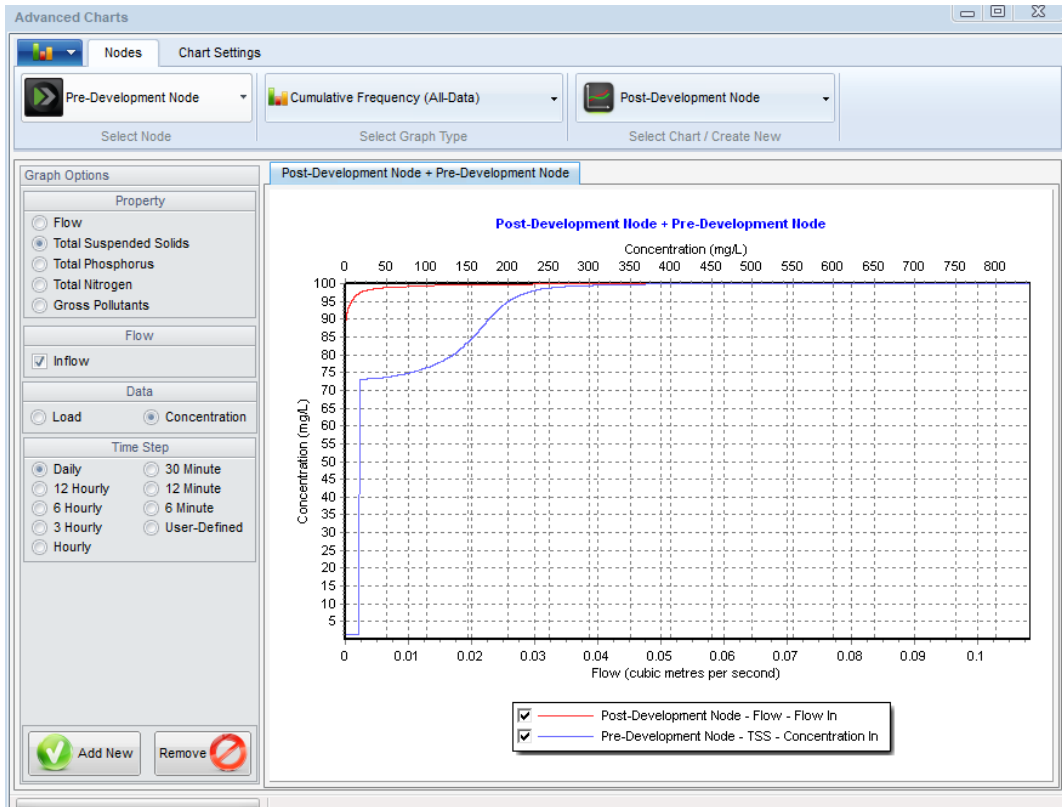 Advanced Charts
Nodes Chart Settings
Pre-Development Node Cumulative Frequency (All-Data) Post-Development Node
Select Node Select Graph Type Select Chart / Create New
Graph Options
Property
Flow
Total Suspended Solids
Total Phosphorus
Total Nitrogen
Gross Pollutants
Flow
Inflow
Data
Load Concentration
Time Step
Daily 30 Minute
12 Hourly 12 Minute
6 Hourly 6 Minute
3 Hourly User-Defined
Hourly
Add New Remove
Post-Development Node + Pre-Development Node
Post-Development Node + Pre-Development Node
Concentration (mg/L)
0 50 100 150 200 250 300 350 400 450 500 550 600 650 700 750 800
100
95
90
85
80
75
70
65
60
55
50
45
40
35
30
25
20
15
10
5
Concentration (mg/L)
0 0.01 0.02 0.03 0.04 0.05 0.06 0.07 0.08 0.09 0.1
Flow (cubic metres per second)
Post-Development Node - Flow - Flow In
Pre-Development Node - TSS - Concentration In